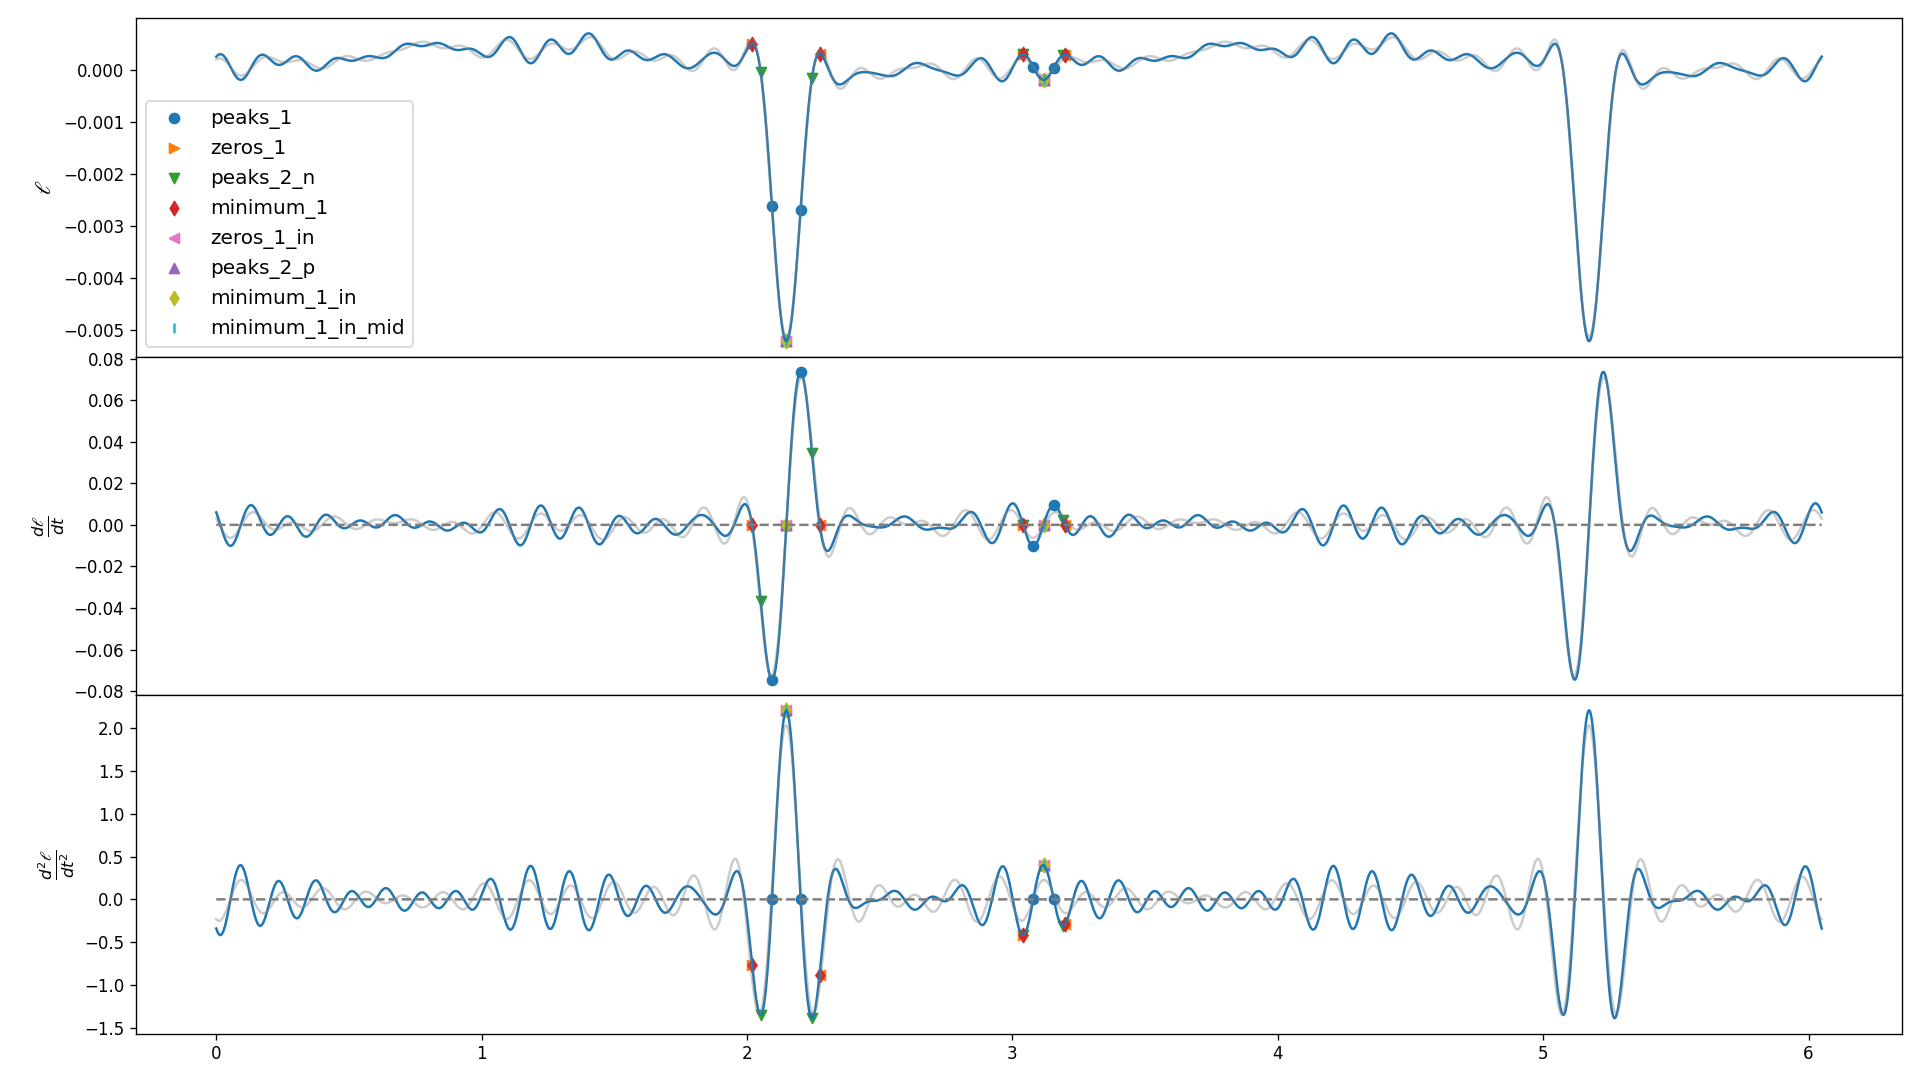 0.000
−0.001
−0.002
−0.003
−0.004
−0.005
ℓ
peaks_1
zeros_1
peaks_2_n
minimum_1
zeros_1_in
peaks_2_p
minimum_1_in
minimum_1_in_mid
0.08
0.06
0.04
0.02
0.00
−0.02
−0.04
−0.06
−0.08
dℓ/dt
2.0
1.5
1.0
0.5
0.0
−0.5
−1.0
−1.5
d²ℓ/dt²
0 1 2 3 4 5 6